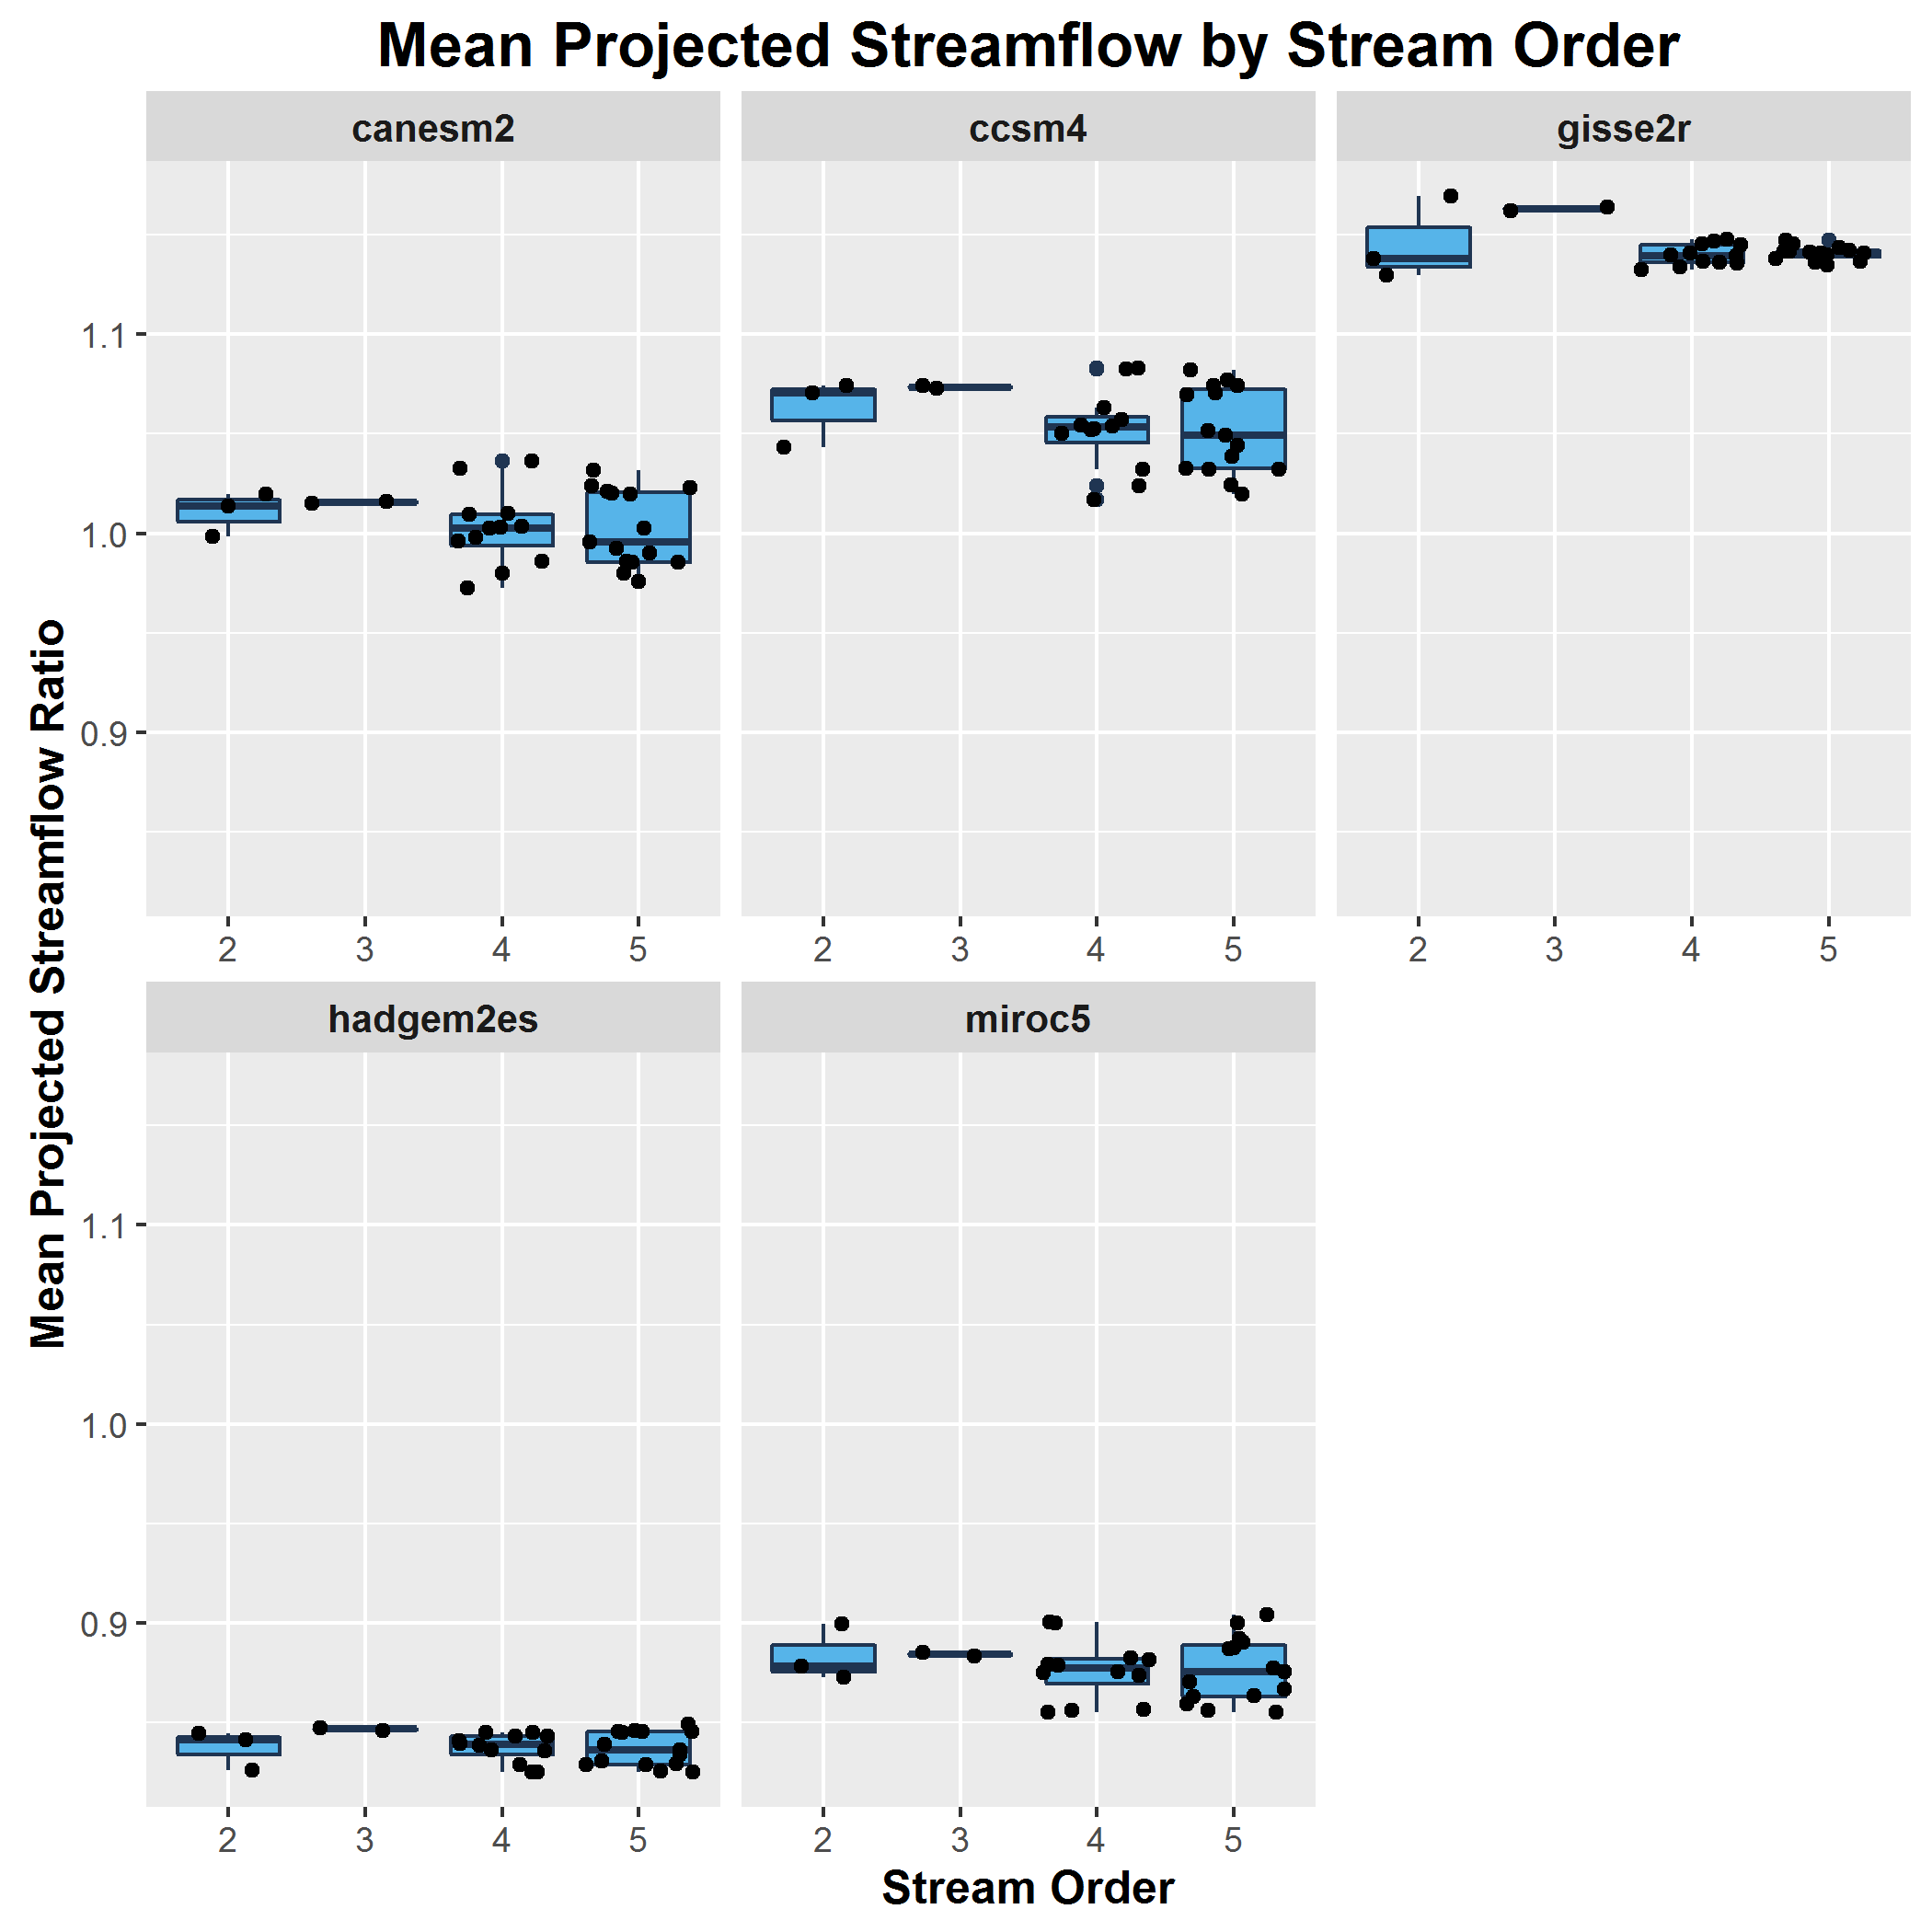 Mean Projected Streamflow by Stream Order
canesm2
ccsm4
gisse2r
1.1
1.0
0.9
2 3 4 5
2 3 4 5
2 3 4 5
Mean Projected Streamflow Ratio
hadgem2es
miroc5
1.1
1.0
0.9
2 3 4 5
2 3 4 5
Stream Order